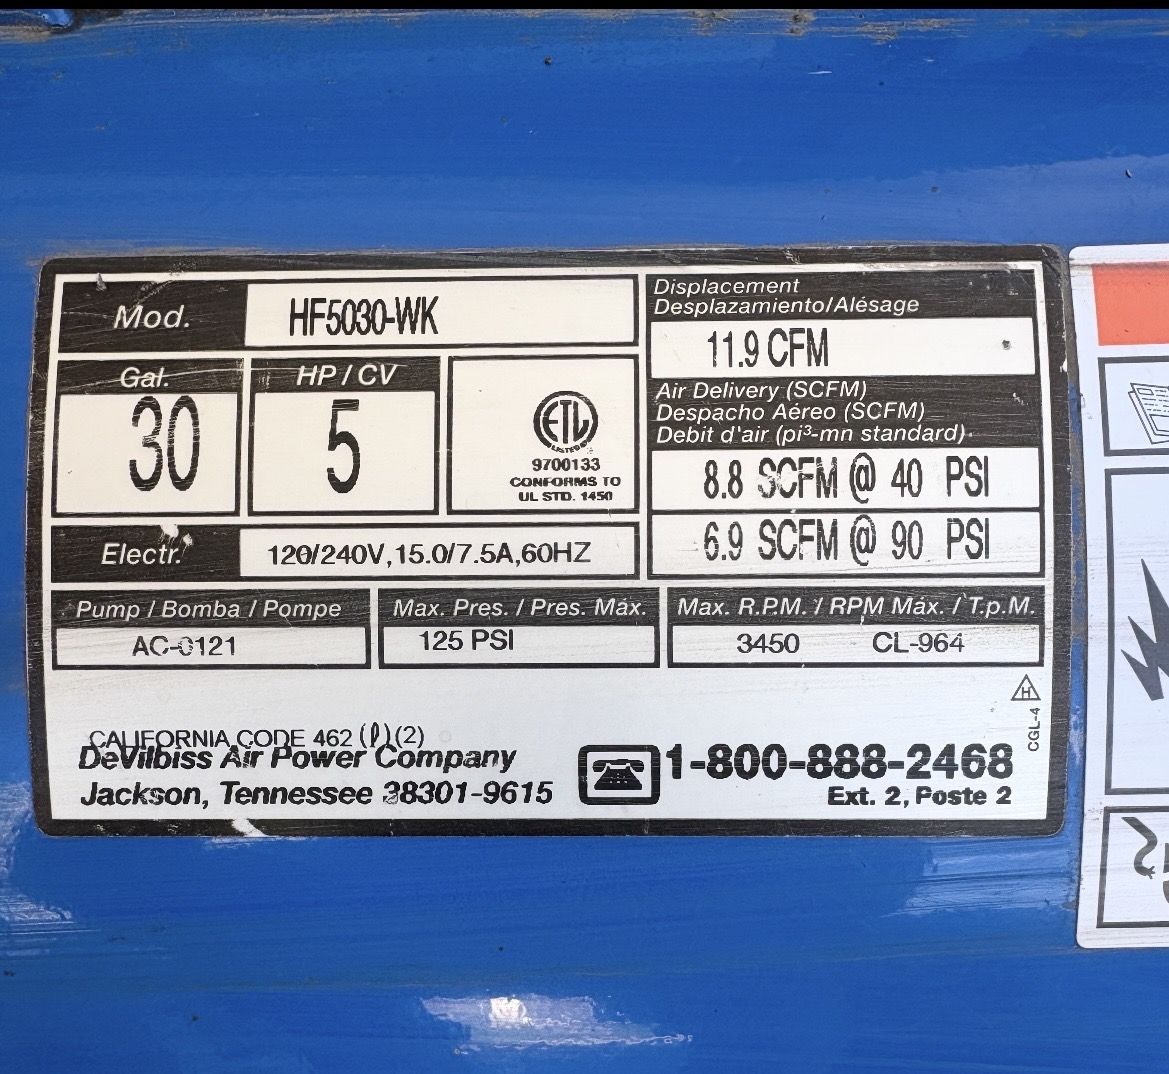 Mod. HF5030-WK
Gal.
30
HP / CV
5
ETL
LISTED
9700133
CONFORMS TO
UL STD. 1450
Electr. 120/240V, 15.0/7.5A, 60HZ
Displacement
Desplazamiento/Alésage
11.9 CFM
Air Delivery (SCFM)
Despacho Aéreo (SCFM)
Debit d'air (pi³-mn standard)
8.8 SCFM @ 40 PSI
6.9 SCFM @ 90 PSI
Pump / Bomba / Pompe
AC-0121
Max. Pres. / Pres. Máx.
125 PSI
Max. R.P.M. / RPM Máx. / T.p.M.
3450 CL-964
H
CGL-4
CALIFORNIA CODE 462 (l)(2)
DeVilbiss Air Power Company
Jackson, Tennessee 38301-9615
1-800-888-2468
Ext. 2, Poste 2